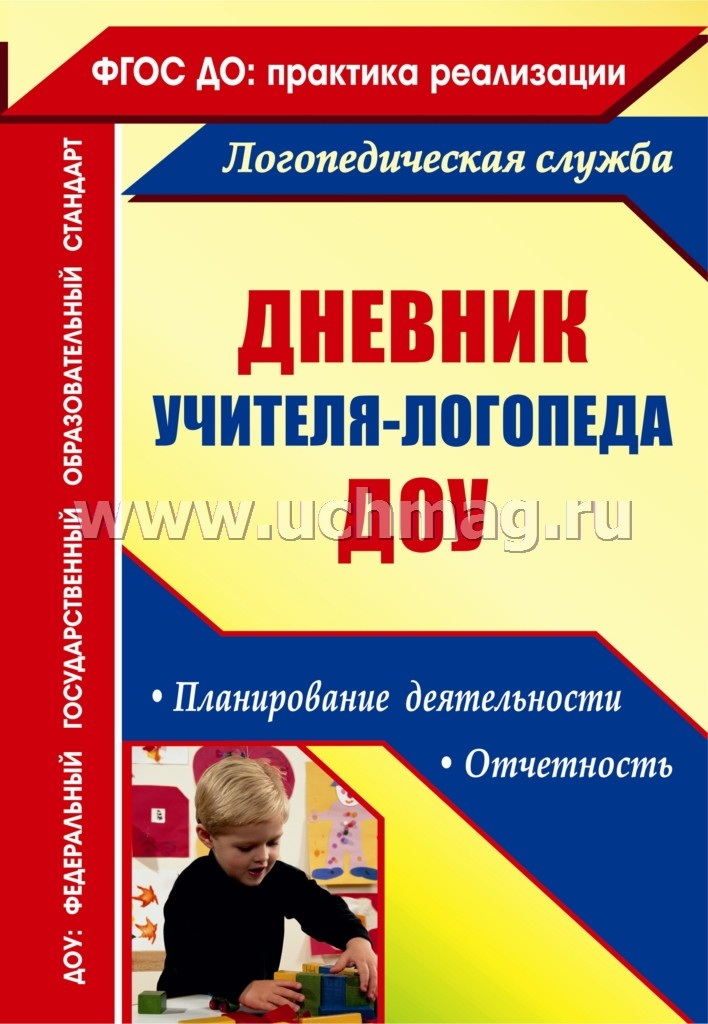 ФГОС ДО: практика реализации
Логопедическая служба
ДНЕВНИК
УЧИТЕЛЯ-ЛОГОПЕДА
ДОУ
www.uchmag.ru
• Планирование деятельности
• Отчетность
ДОУ: ФЕДЕРАЛЬНЫЙ ГОСУДАРСТВЕННЫЙ ОБРАЗОВАТЕЛЬНЫЙ СТАНДАРТ